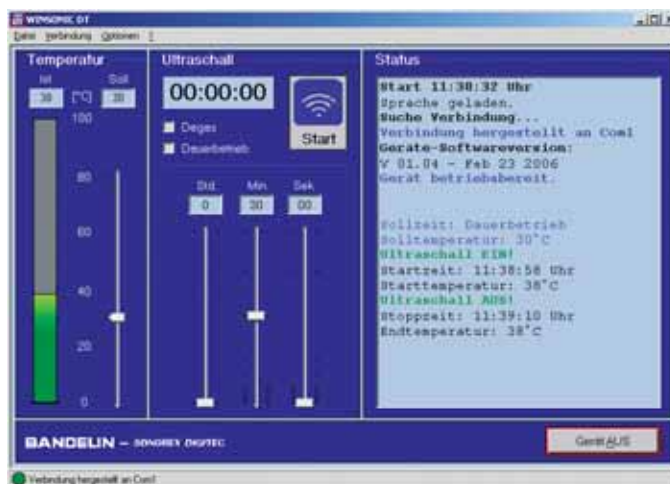 WINSONIC DT
Datei Verbindung Optionen ?
Temperatur
Ist Soll
38 [°C] 30
100
80
60
40
20
0
Ultraschall
00:00:00
Degas
Dauerbetrieb
Start
Std. Min. Sek.
0 30 00
Status
Start 11:38:32 Uhr
Sprache geladen.
Suche Verbindung...
Verbindung hergestellt an Com1
Geräte-Softwareversion:
V 01.04 - Feb 23 2006
Gerät betriebsbereit.
Sollzeit: Dauerbetrieb
Solltemperatur: 30°C
Ultraschall EIN!
Startzeit: 11:38:58 Uhr
Starttemperatur: 38°C
Ultraschall AUS!
Stoppzeit: 11:39:10 Uhr
Endtemperatur: 38°C
BANDELIN – SONOREX DIGITEC
Gerät AUS
Verbindung hergestellt an Com1